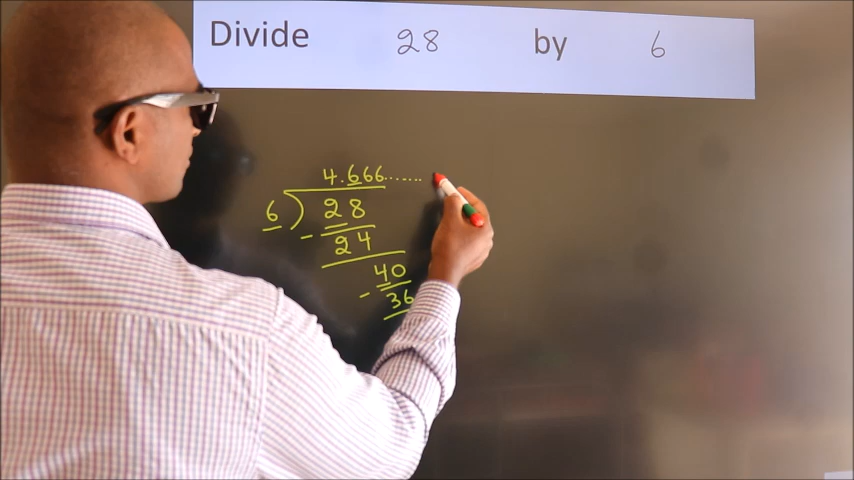 Divide 28 by 6
4.666.......
6 ) 28
- 24
40
- 36